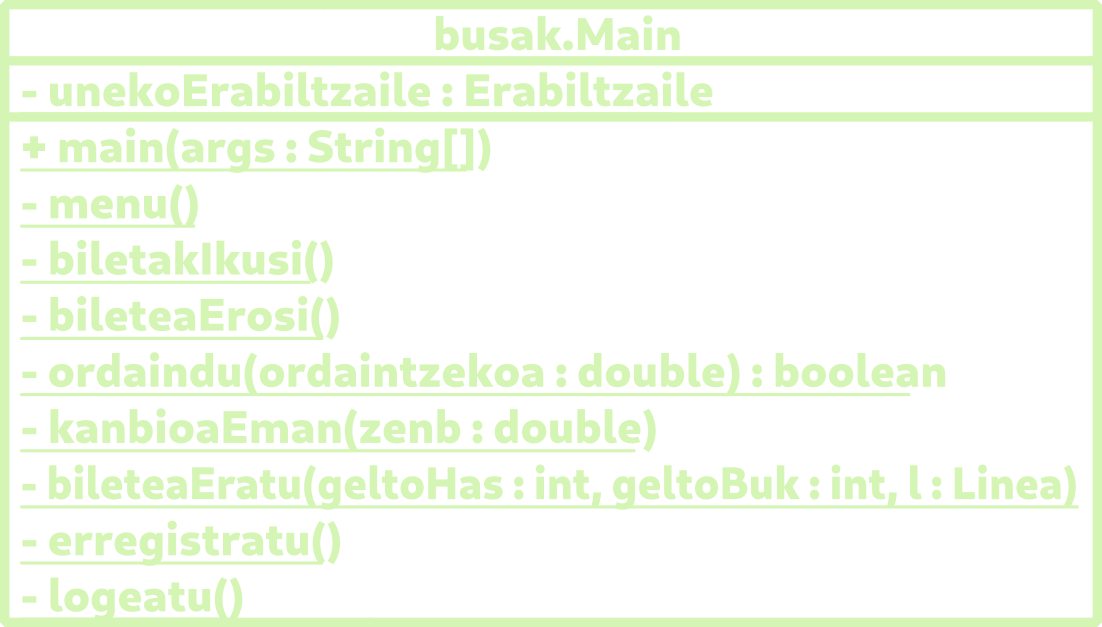 busak.Main
- unekoErabiltzaile : Erabiltzaile
+ main(args : String[])
- menu()
- biletakIkusi()
- bileteaErosi()
- ordaindu(ordaintzekoa : double) : boolean
- kanbioaEman(zenb : double)
- bileteaEratu(geltoHas : int, geltoBuk : int, l : Linea)
- erregistratu()
- logeatu()